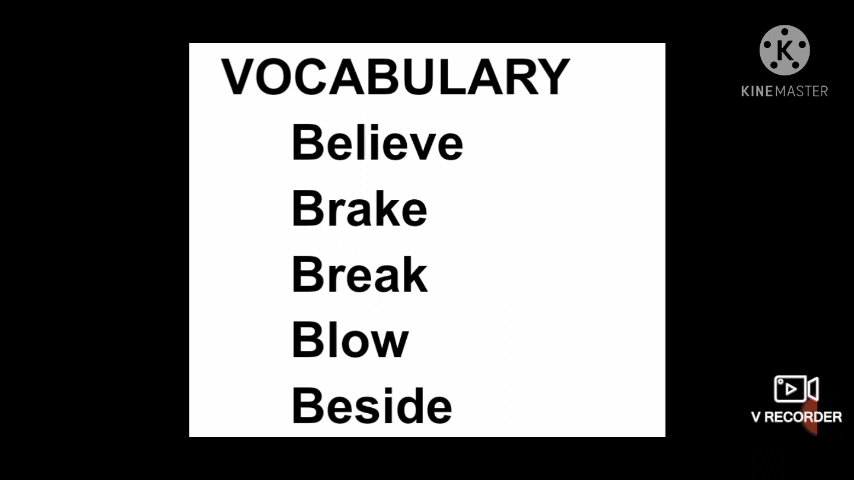 VOCABULARY
Believe
Brake
Break
Blow
Beside
K
KINEMASTER
V RECORDER